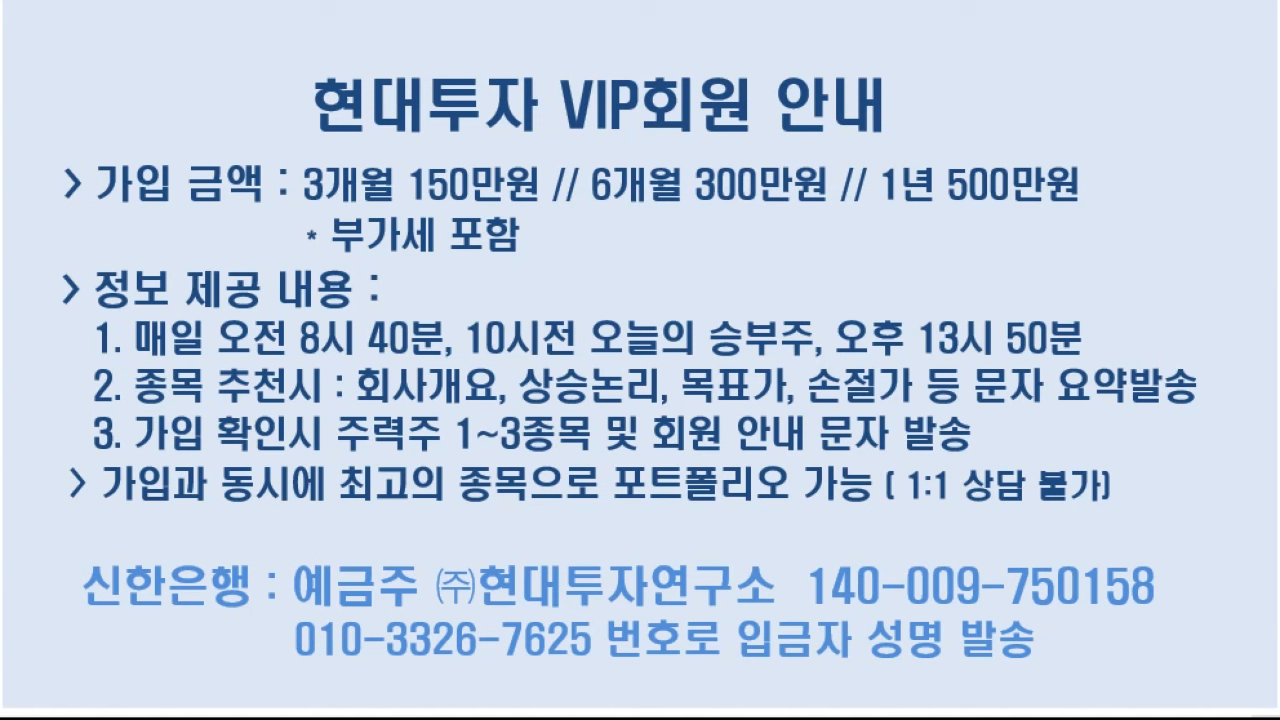 현대투자 VIP회원 안내
> 가입 금액 : 3개월 150만원 // 6개월 300만원 // 1년 500만원
* 부가세 포함
> 정보 제공 내용 :
1. 매일 오전 8시 40분, 10시전 오늘의 승부주, 오후 13시 50분
2. 종목 추천시 : 회사개요, 상승논리, 목표가, 손절가 등 문자 요약발송
3. 가입 확인시 주력주 1~3종목 및 회원 안내 문자 발송
> 가입과 동시에 최고의 종목으로 포트폴리오 가능 ( 1:1 상담 불가)
신한은행 : 예금주 ㈜현대투자연구소 140-009-750158
010-3326-7625 번호로 입금자 성명 발송